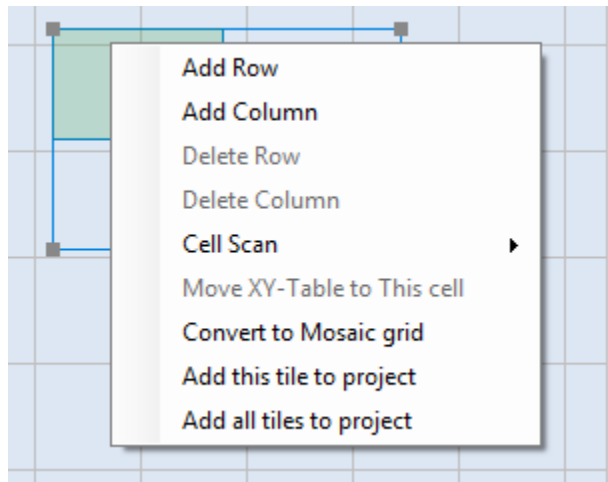 Add Row
Add Column
Delete Row
Delete Column
Cell Scan
Move XY-Table to This cell
Convert to Mosaic grid
Add this tile to project
Add all tiles to project